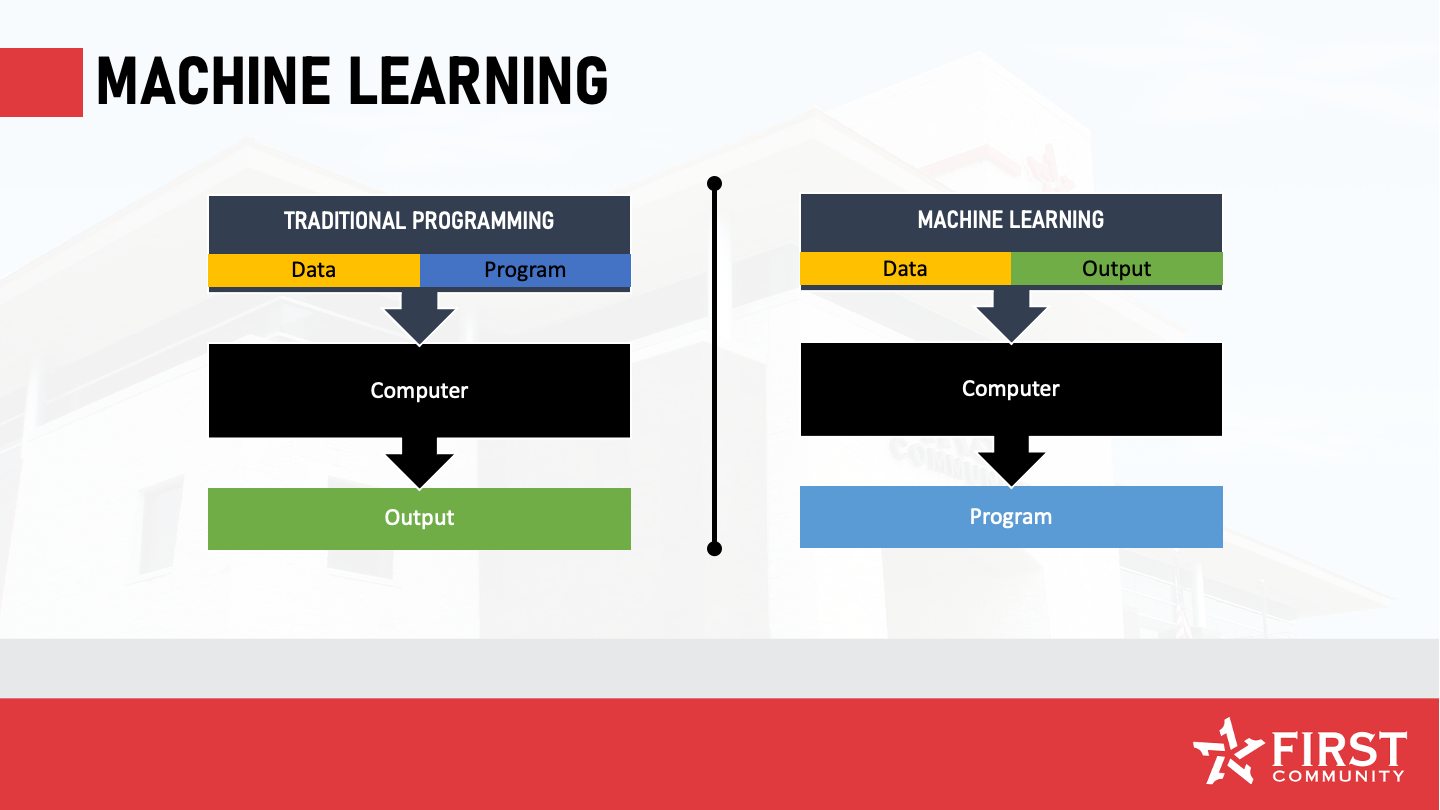 MACHINE LEARNING
TRADITIONAL PROGRAMMING
Data Program
Computer
Output
MACHINE LEARNING
Data Output
Computer
Program
FIRST
COMMUNITY